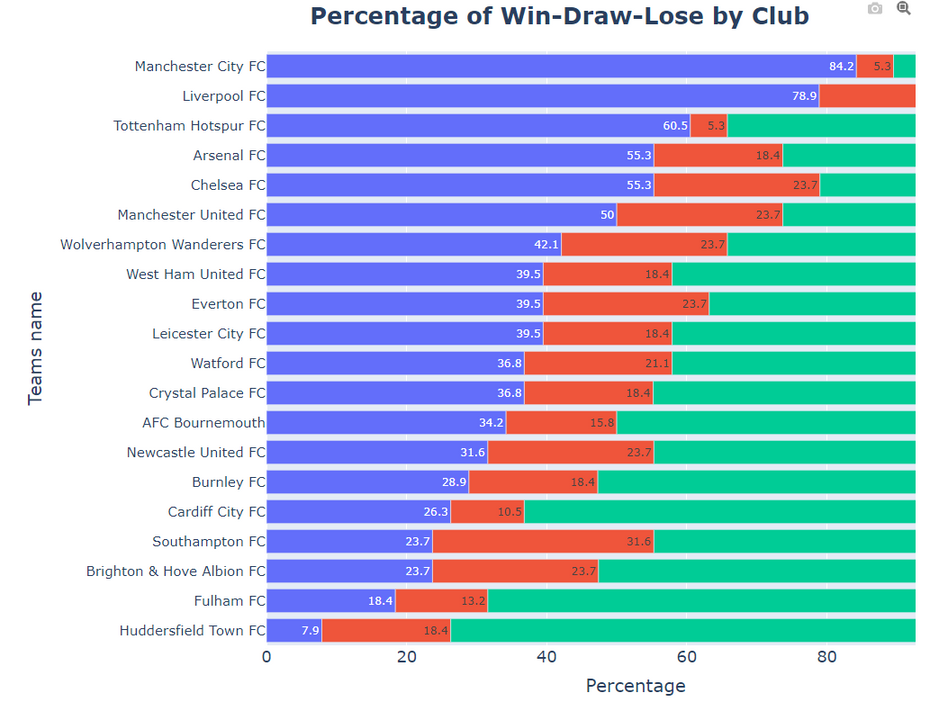 Percentage of Win-Draw-Lose by Club
Manchester City FC 84.2 5.3
Liverpool FC 78.9
Tottenham Hotspur FC 60.5 5.3
Arsenal FC 55.3 18.4
Chelsea FC 55.3 23.7
Manchester United FC 50 23.7
Wolverhampton Wanderers FC 42.1 23.7
West Ham United FC 39.5 18.4
Everton FC 39.5 23.7
Leicester City FC 39.5 18.4
Watford FC 36.8 21.1
Crystal Palace FC 36.8 18.4
AFC Bournemouth 34.2 15.8
Newcastle United FC 31.6 23.7
Burnley FC 28.9 18.4
Cardiff City FC 26.3 10.5
Southampton FC 23.7 31.6
Brighton & Hove Albion FC 23.7 23.7
Fulham FC 18.4 13.2
Huddersfield Town FC 7.9 18.4
0 20 40 60 80
Percentage
Teams name